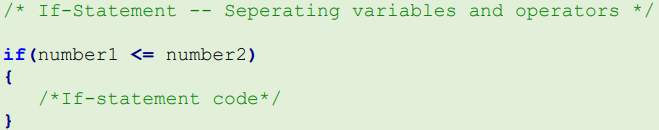 /* If-Statement -- Seperating variables and operators */
if(number1 <= number2)
{
/*If-statement code*/
}